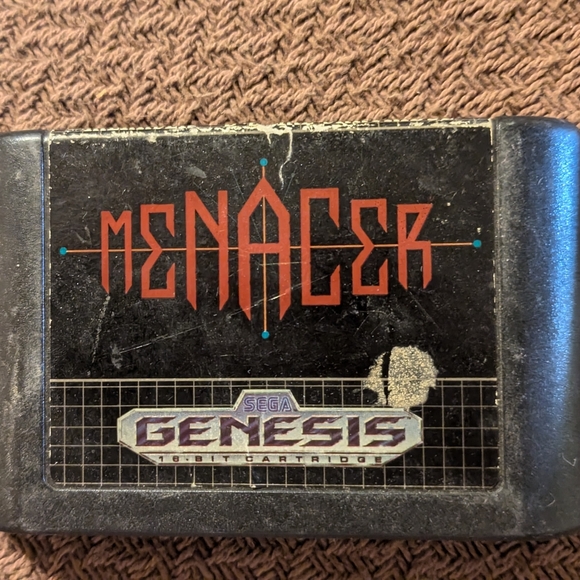 MENACER
SEGA
GENESIS
16-BIT CARTRIDGE